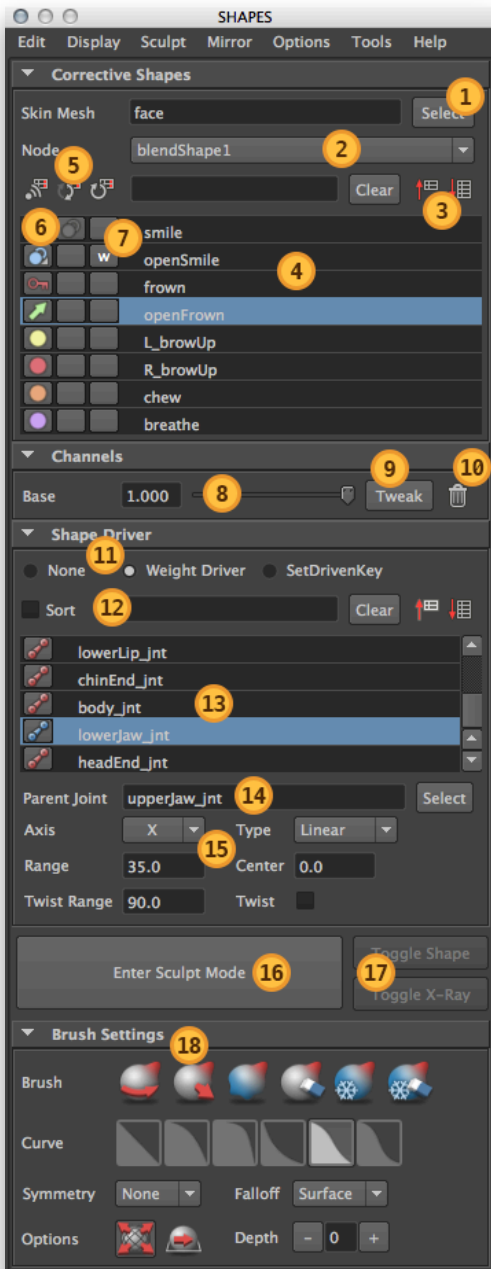 SHAPES
Edit Display Sculpt Mirror Options Tools Help
Corrective Shapes
1
Skin Mesh face Select
Node blendShape1 2
5
Clear
3
6 7 smile
w openSmile 4
frown
openFrown
L_browUp
R_browUp
chew
breathe
Channels
9 10
Base 1.000 8 Tweak
Shape Driver
11
None Weight Driver SetDrivenKey
Sort 12 Clear
lowerLip_jnt
chinEnd_jnt
body_jnt 13
lowerJaw_jnt
headEnd_jnt
Parent Joint upperJaw_jnt 14 Select
Axis X Type Linear
15
Range 35.0 Center 0.0
Twist Range 90.0 Twist
Toggle Shape
Enter Sculpt Mode 16 17
Toggle X-Ray
Brush Settings
18
Brush
Curve
Symmetry None Falloff Surface
Options Depth - 0 +